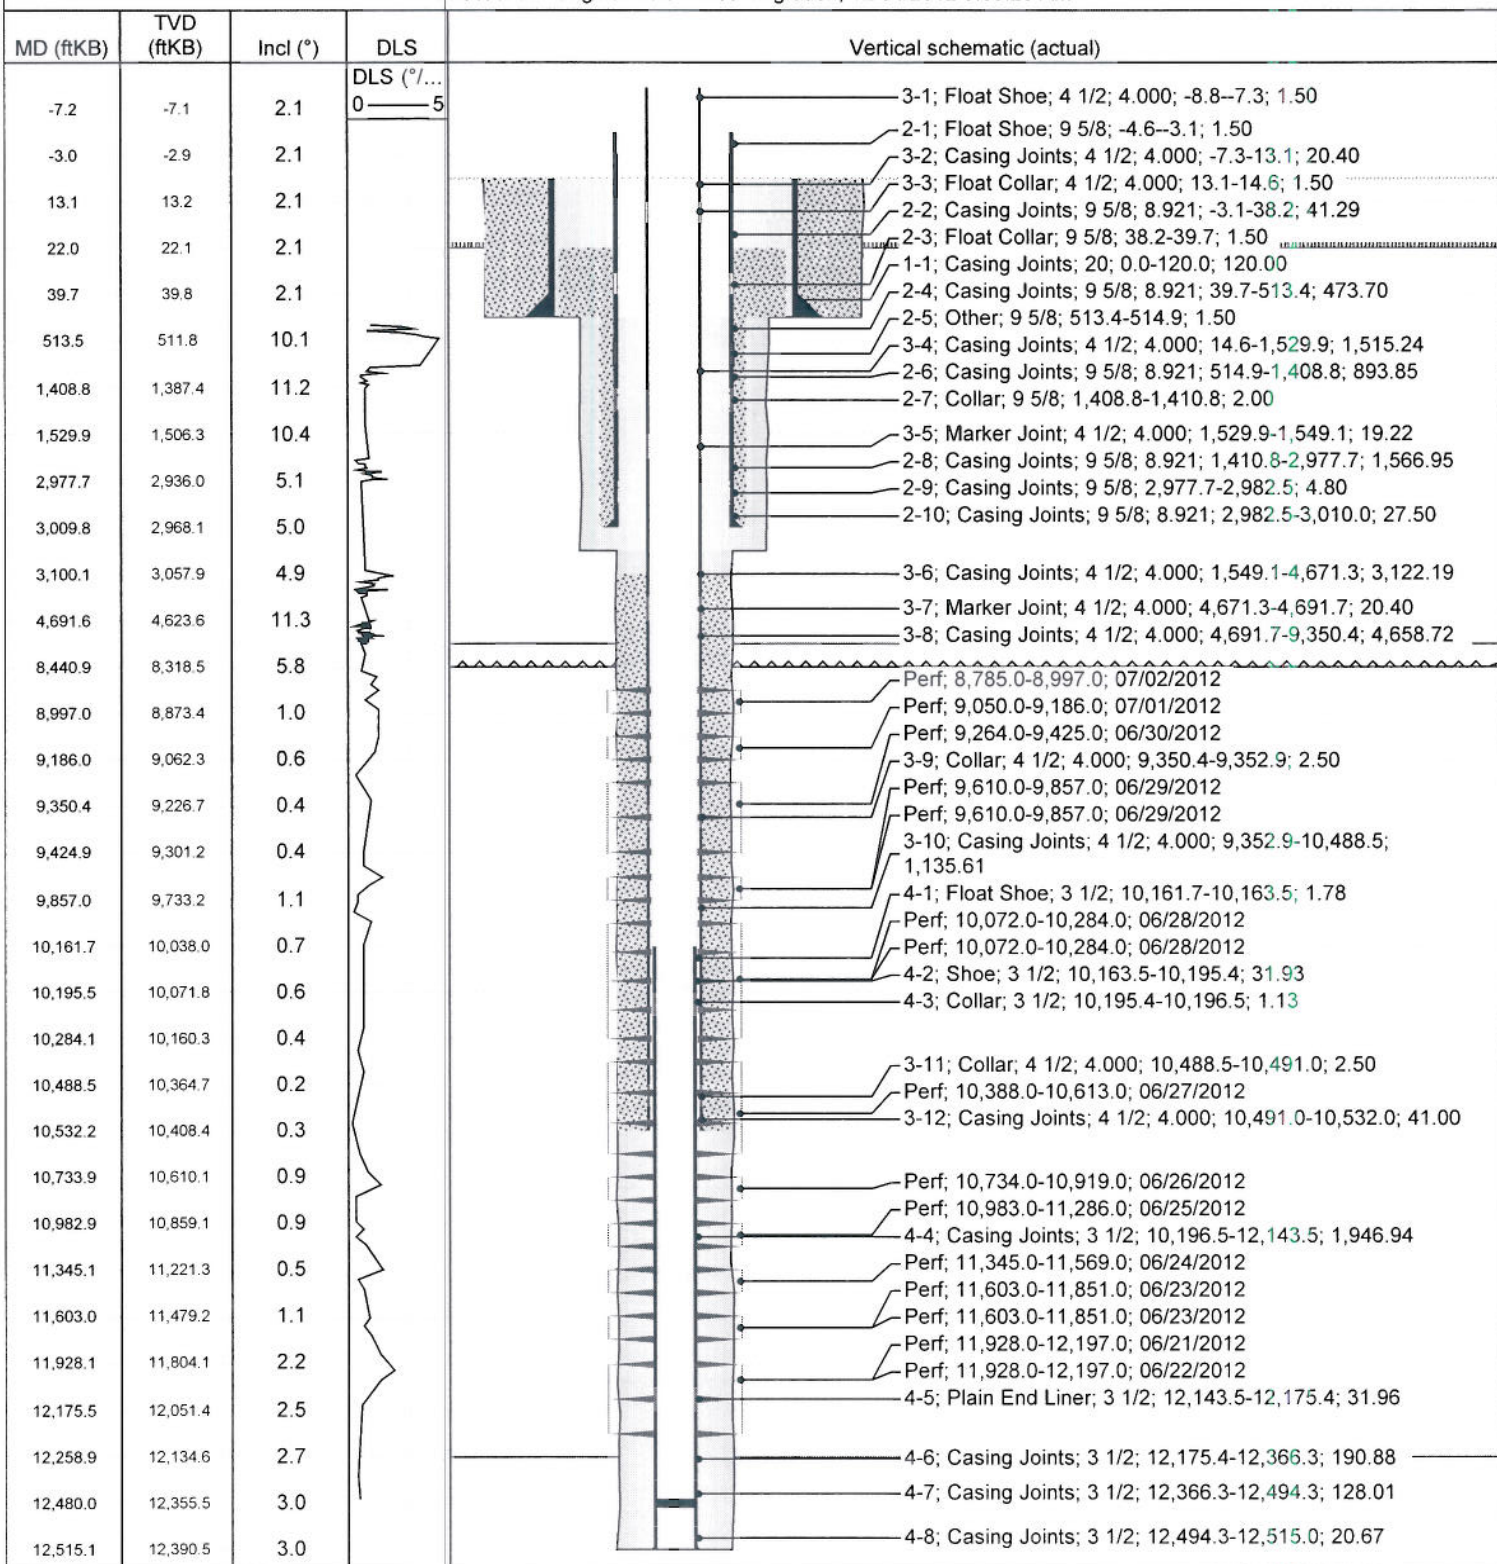 MD (ftKB) TVD (ftKB) Incl (°) DLS Vertical schematic (actual)
DLS (°/...
0 5
-7.2 -7.1 2.1
-3.0 -2.9 2.1
13.1 13.2 2.1
22.0 22.1 2.1
39.7 39.8 2.1
513.5 511.8 10.1
1,408.8 1,387.4 11.2
1,529.9 1,506.3 10.4
2,977.7 2,936.0 5.1
3,009.8 2,968.1 5.0
3,100.1 3,057.9 4.9
4,691.6 4,623.6 11.3
8,440.9 8,318.5 5.8
8,997.0 8,873.4 1.0
9,186.0 9,062.3 0.6
9,350.4 9,226.7 0.4
9,424.9 9,301.2 0.4
9,857.0 9,733.2 1.1
10,161.7 10,038.0 0.7
10,195.5 10,071.8 0.6
10,284.1 10,160.3 0.4
10,488.5 10,364.7 0.2
10,532.2 10,408.4 0.3
10,733.9 10,610.1 0.9
10,982.9 10,859.1 0.9
11,345.1 11,221.3 0.5
11,603.0 11,479.2 1.1
11,928.1 11,804.1 2.2
12,175.5 12,051.4 2.5
12,258.9 12,134.6 2.7
12,480.0 12,355.5 3.0
12,515.1 12,390.5 3.0
3-1; Float Shoe; 4 1/2; 4.000; -8.8--7.3; 1.50
2-1; Float Shoe; 9 5/8; -4.6--3.1; 1.50
3-2; Casing Joints; 4 1/2; 4.000; -7.3-13.1; 20.40
3-3; Float Collar; 4 1/2; 4.000; 13.1-14.6; 1.50
2-2; Casing Joints; 9 5/8; 8.921; -3.1-38.2; 41.29
2-3; Float Collar; 9 5/8; 38.2-39.7; 1.50
1-1; Casing Joints; 20; 0.0-120.0; 120.00
2-4; Casing Joints; 9 5/8; 8.921; 39.7-513.4; 473.70
2-5; Other; 9 5/8; 513.4-514.9; 1.50
3-4; Casing Joints; 4 1/2; 4.000; 14.6-1,529.9; 1,515.24
2-6; Casing Joints; 9 5/8; 8.921; 514.9-1,408.8; 893.85
2-7; Collar; 9 5/8; 1,408.8-1,410.8; 2.00
3-5; Marker Joint; 4 1/2; 4.000; 1,529.9-1,549.1; 19.22
2-8; Casing Joints; 9 5/8; 8.921; 1,410.8-2,977.7; 1,566.95
2-9; Casing Joints; 9 5/8; 2,977.7-2,982.5; 4.80
2-10; Casing Joints; 9 5/8; 8.921; 2,982.5-3,010.0; 27.50
3-6; Casing Joints; 4 1/2; 4.000; 1,549.1-4,671.3; 3,122.19
3-7; Marker Joint; 4 1/2; 4.000; 4,671.3-4,691.7; 20.40
3-8; Casing Joints; 4 1/2; 4.000; 4,691.7-9,350.4; 4,658.72
Perf; 8,785.0-8,997.0; 07/02/2012
Perf; 9,050.0-9,186.0; 07/01/2012
Perf; 9,264.0-9,425.0; 06/30/2012
3-9; Collar; 4 1/2; 4.000; 9,350.4-9,352.9; 2.50
Perf; 9,610.0-9,857.0; 06/29/2012
Perf; 9,610.0-9,857.0; 06/29/2012
3-10; Casing Joints; 4 1/2; 4.000; 9,352.9-10,488.5;
1,135.61
4-1; Float Shoe; 3 1/2; 10,161.7-10,163.5; 1.78
Perf; 10,072.0-10,284.0; 06/28/2012
Perf; 10,072.0-10,284.0; 06/28/2012
4-2; Shoe; 3 1/2; 10,163.5-10,195.4; 31.93
4-3; Collar; 3 1/2; 10,195.4-10,196.5; 1.13
3-11; Collar; 4 1/2; 4.000; 10,488.5-10,491.0; 2.50
Perf; 10,388.0-10,613.0; 06/27/2012
3-12; Casing Joints; 4 1/2; 4.000; 10,491.0-10,532.0; 41.00
Perf; 10,734.0-10,919.0; 06/26/2012
Perf; 10,983.0-11,286.0; 06/25/2012
4-4; Casing Joints; 3 1/2; 10,196.5-12,143.5; 1,946.94
Perf; 11,345.0-11,569.0; 06/24/2012
Perf; 11,603.0-11,851.0; 06/23/2012
Perf; 11,603.0-11,851.0; 06/23/2012
Perf; 11,928.0-12,197.0; 06/21/2012
Perf; 11,928.0-12,197.0; 06/22/2012
4-5; Plain End Liner; 3 1/2; 12,143.5-12,175.4; 31.96
4-6; Casing Joints; 3 1/2; 12,175.4-12,366.3; 190.88
4-7; Casing Joints; 3 1/2; 12,366.3-12,494.3; 128.01
4-8; Casing Joints; 3 1/2; 12,494.3-12,515.0; 20.67